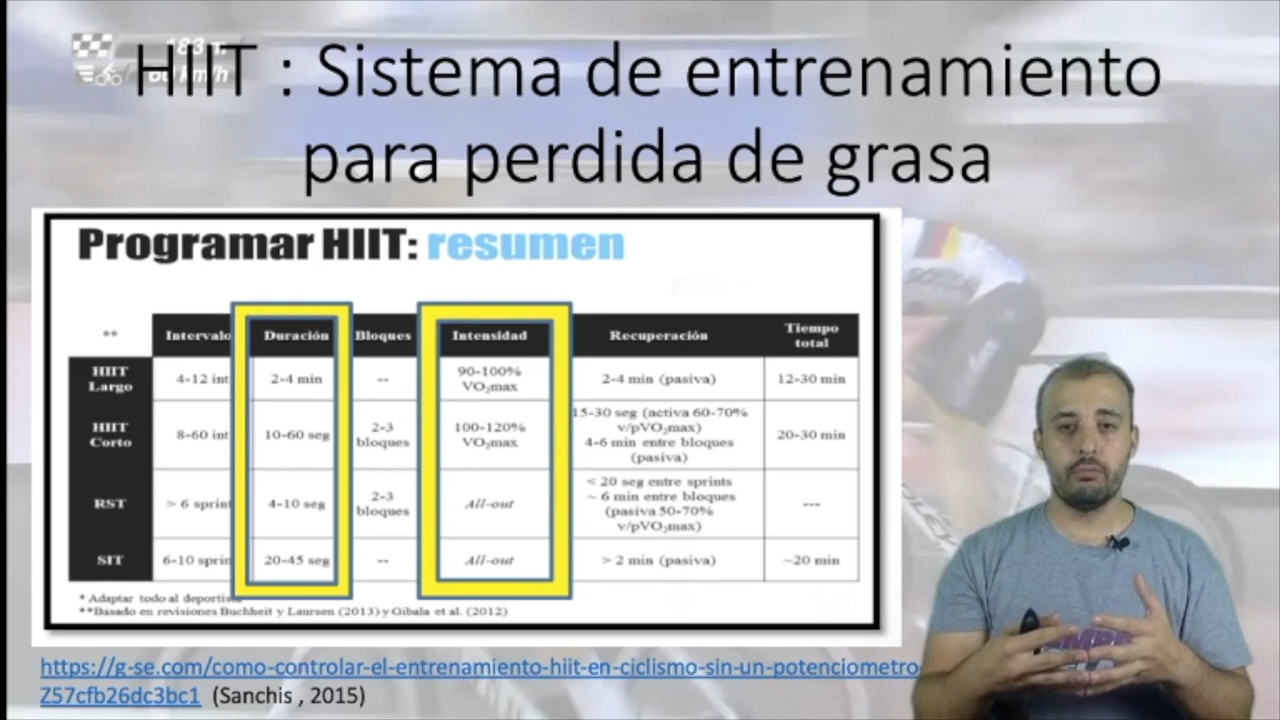 HIIT : Sistema de entrenamiento
para perdida de grasa
Programar HIIT: resumen
** Intervalo Duración Bloques Intensidad Recuperación Tiempo total
HIIT Largo 4-12 int 2-4 min -- 90-100% VO₂max 2-4 min (pasiva) 12-30 min
HIIT Corto 8-60 int 10-60 seg 2-3 bloques 100-120% VO₂max 15-30 seg (activa 60-70% v/pVO₂max) 4-6 min entre bloques (pasiva) 20-30 min
RST > 6 sprint 4-10 seg 2-3 bloques All-out < 20 seg entre sprints ~ 6 min entre bloques (pasiva 50-70% v/pVO₂max) ---
SIT 6-10 sprin 20-45 seg -- All-out > 2 min (pasiva) ~20 min
* Adaptar todo al deportista
**Basado en revisiones Buchheit y Laursen (2013) y Gibala et al. (2012)
https://g-se.com/como-controlar-el-entrenamiento-hiit-en-ciclismo-sin-un-potenciometro
Z57cfb26dc3bc1 (Sanchis , 2015)